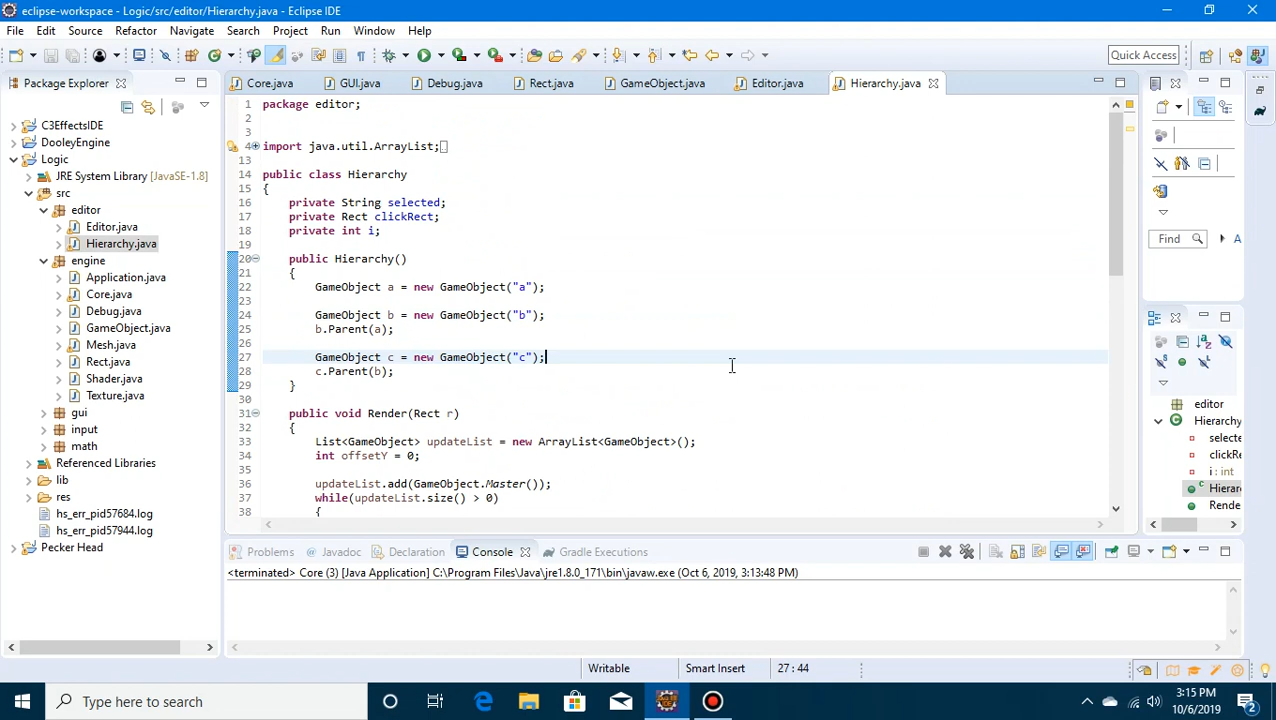 eclipse-workspace - Logic/src/editor/Hierarchy.java - Eclipse IDE
File Edit Source Refactor Navigate Search Project Run Window Help
Quick Access
Package Explorer
C3EffectsIDE
DooleyEngine
Logic
JRE System Library [JavaSE-1.8]
src
editor
Editor.java
Hierarchy.java
engine
Application.java
Core.java
Debug.java
GameObject.java
Mesh.java
Rect.java
Shader.java
Texture.java
gui
input
math
Referenced Libraries
lib
res
hs_err_pid57684.log
hs_err_pid57944.log
Pecker Head
Core.java GUI.java Debug.java Rect.java GameObject.java Editor.java Hierarchy.java
1 package editor;
2
3
4 import java.util.ArrayList;
13
14 public class Hierarchy
15 {
16 private String selected;
17 private Rect clickRect;
18 private int i;
19
20 public Hierarchy()
21 {
22 GameObject a = new GameObject("a");
23
24 GameObject b = new GameObject("b");
25 b.Parent(a);
26
27 GameObject c = new GameObject("c");
28 c.Parent(b);
29 }
30
31 public void Render(Rect r)
32 {
33 List<GameObject> updateList = new ArrayList<GameObject>();
34 int offsetY = 0;
35
36 updateList.add(GameObject.Master());
37 while(updateList.size() > 0)
38 {
Find
A
editor
Hierarchy
selecte
clickRe
i : int
Hierar
Rende
Problems Javadoc Declaration Console Gradle Executions
<terminated> Core (3) [Java Application] C:\Program Files\Java\jre1.8.0_171\bin\javaw.exe (Oct 6, 2019, 3:13:48 PM)
Writable Smart Insert 27 : 44
Type here to search
3:15 PM
10/6/2019
2